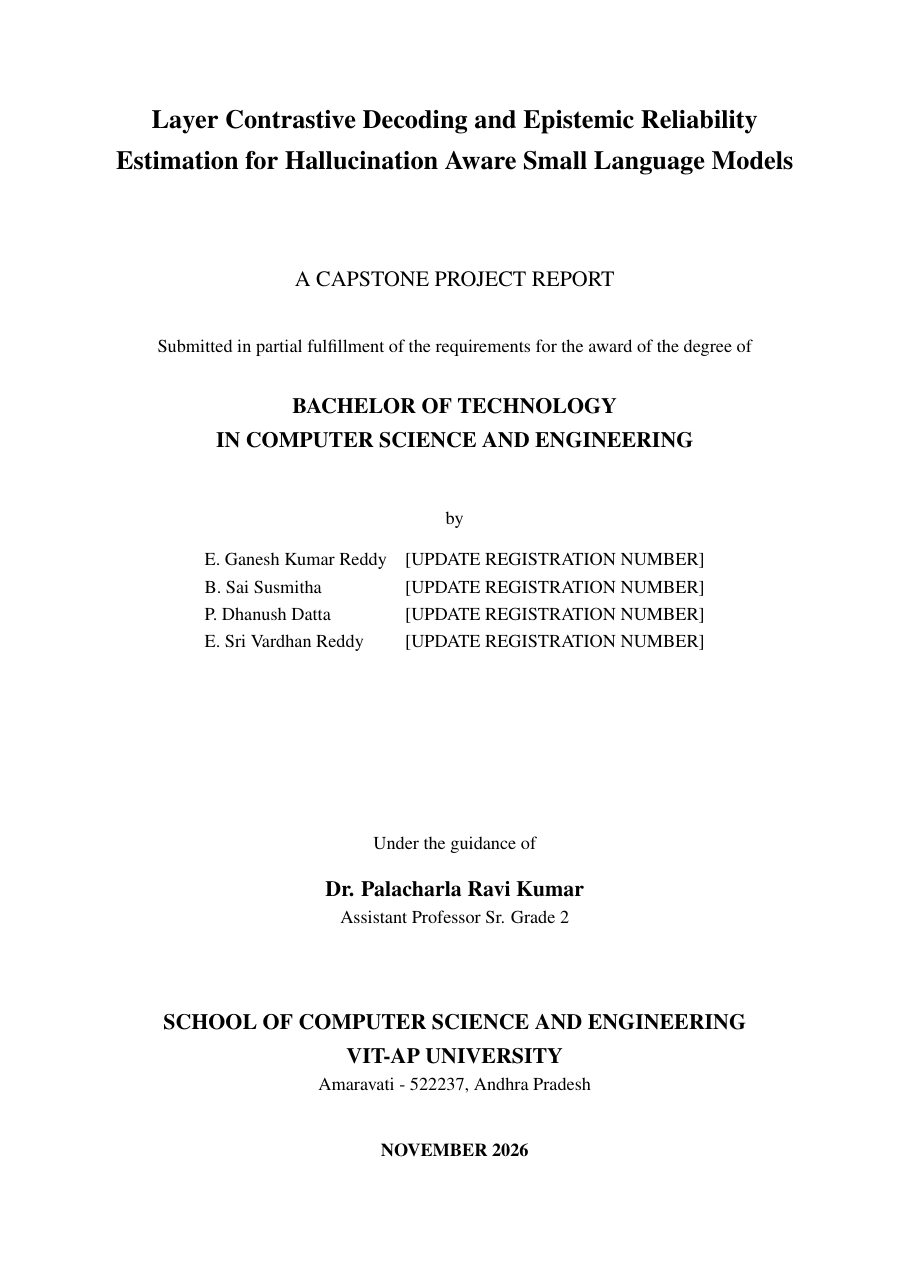 Layer Contrastive Decoding and Epistemic Reliability
Estimation for Hallucination Aware Small Language Models
A CAPSTONE PROJECT REPORT
Submitted in partial fulfillment of the requirements for the award of the degree of
BACHELOR OF TECHNOLOGY
IN COMPUTER SCIENCE AND ENGINEERING
by
E. Ganesh Kumar Reddy [UPDATE REGISTRATION NUMBER]
B. Sai Susmitha [UPDATE REGISTRATION NUMBER]
P. Dhanush Datta [UPDATE REGISTRATION NUMBER]
E. Sri Vardhan Reddy [UPDATE REGISTRATION NUMBER]
Under the guidance of
Dr. Palacharla Ravi Kumar
Assistant Professor Sr. Grade 2
SCHOOL OF COMPUTER SCIENCE AND ENGINEERING
VIT-AP UNIVERSITY
Amaravati - 522237, Andhra Pradesh
NOVEMBER 2026